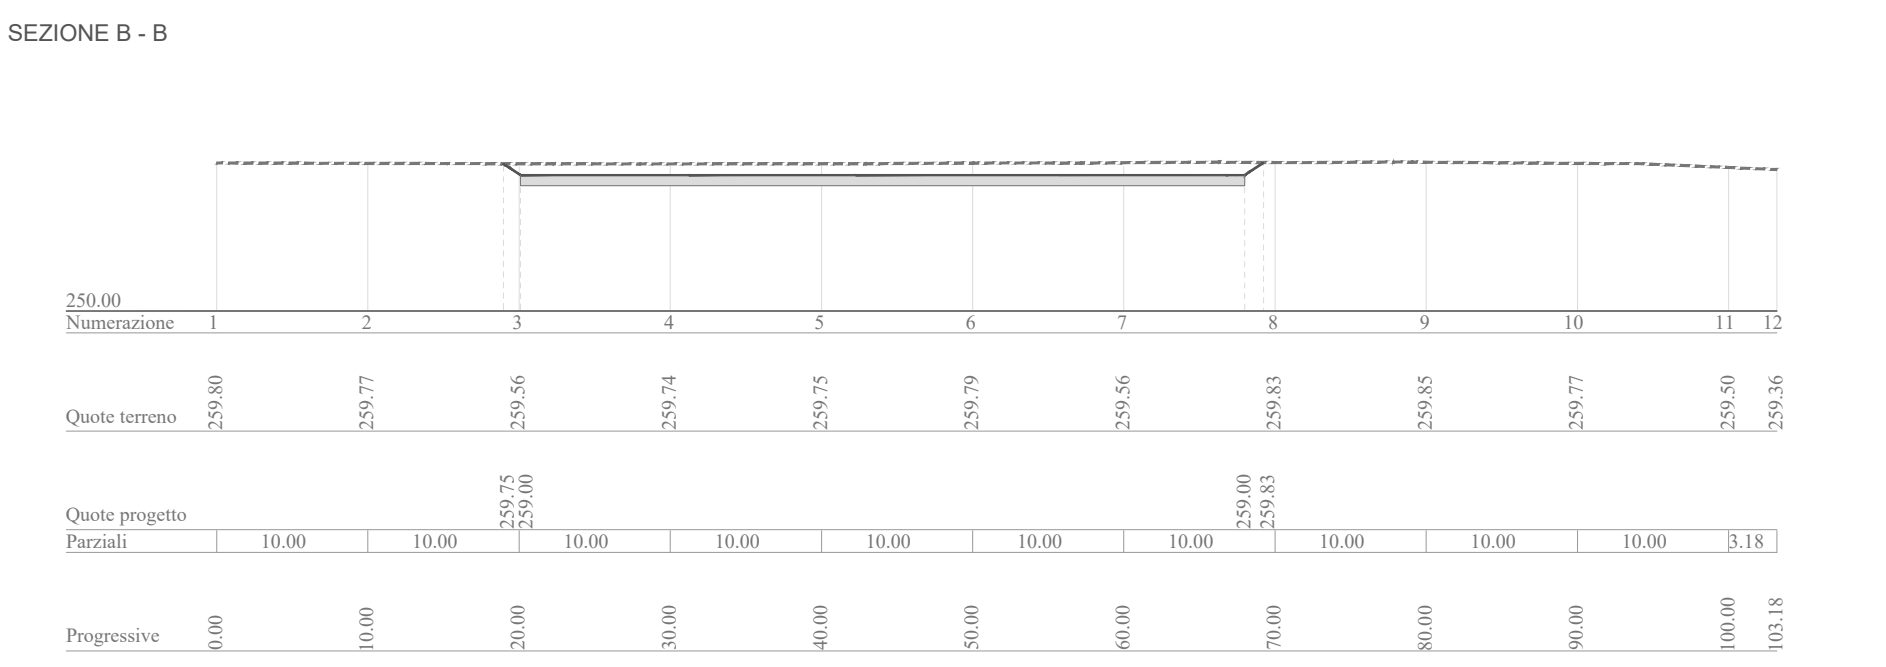 SEZIONE B - B
250.00
Numerazione 1 2 3 4 5 6 7 8 9 10 11 12
Quote terreno 259.80 259.77 259.56 259.74 259.75 259.79 259.56 259.83 259.85 259.77 259.50 259.36
Quote progetto 259.75 259.00 259.00 259.83
Parziali 10.00 10.00 10.00 10.00 10.00 10.00 10.00 10.00 10.00 10.00 3.18
Progressive 0.00 10.00 20.00 30.00 40.00 50.00 60.00 70.00 80.00 90.00 100.00 103.18